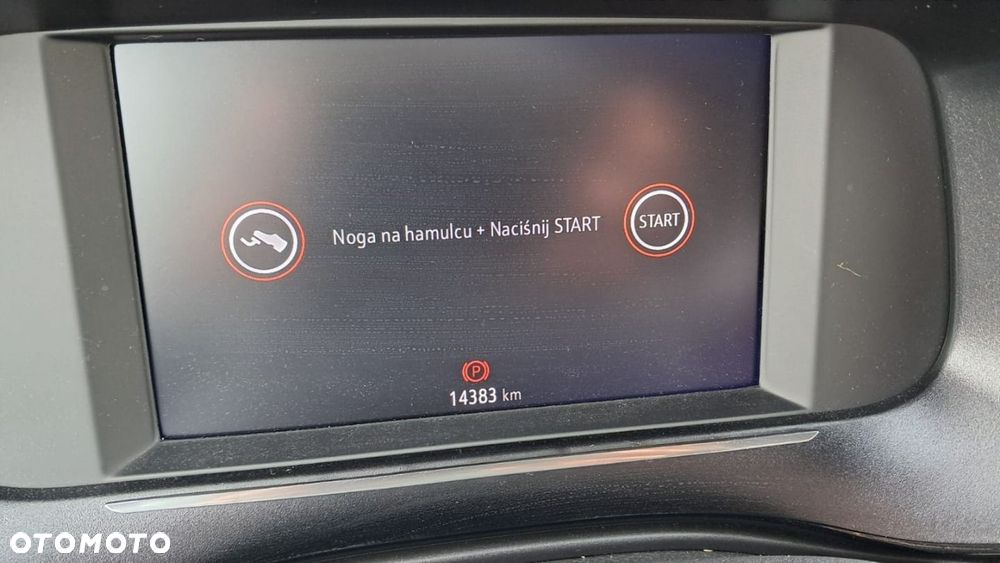 Noga na hamulcu + Naciśnij START
START
P
14383 km
OTOMOTO